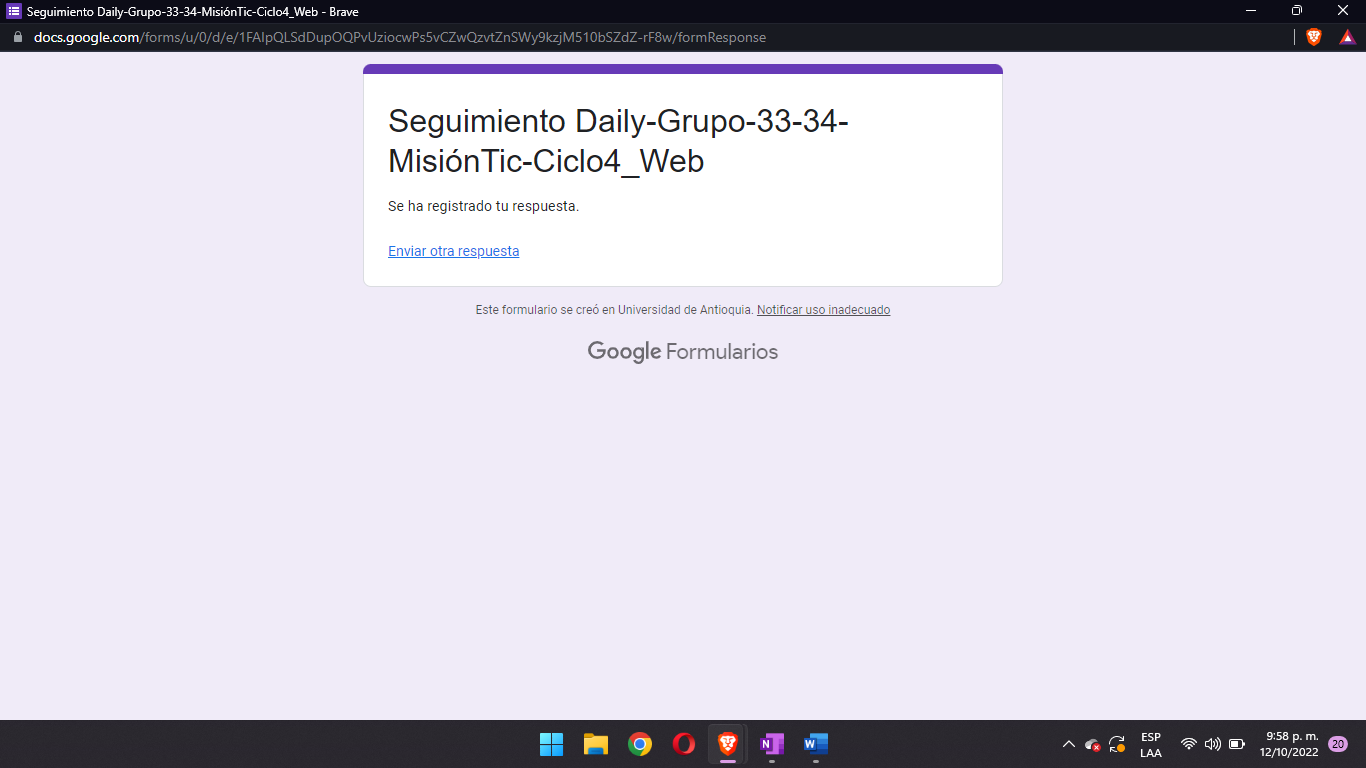 Seguimiento Daily-Grupo-33-34-MisiónTic-Ciclo4_Web - Brave
docs.google.com/forms/u/0/d/e/1FAIpQLSdDupOQPvUziocwPs5vCZwQzvtZnSWy9kzjM510bSZdZ-rF8w/formResponse
Seguimiento Daily-Grupo-33-34-
MisiónTic-Ciclo4_Web
Se ha registrado tu respuesta.
Enviar otra respuesta
Este formulario se creó en Universidad de Antioquia. Notificar uso inadecuado
Google Formularios
N
W
ESP
LAA
9:58 p. m.
12/10/2022
20